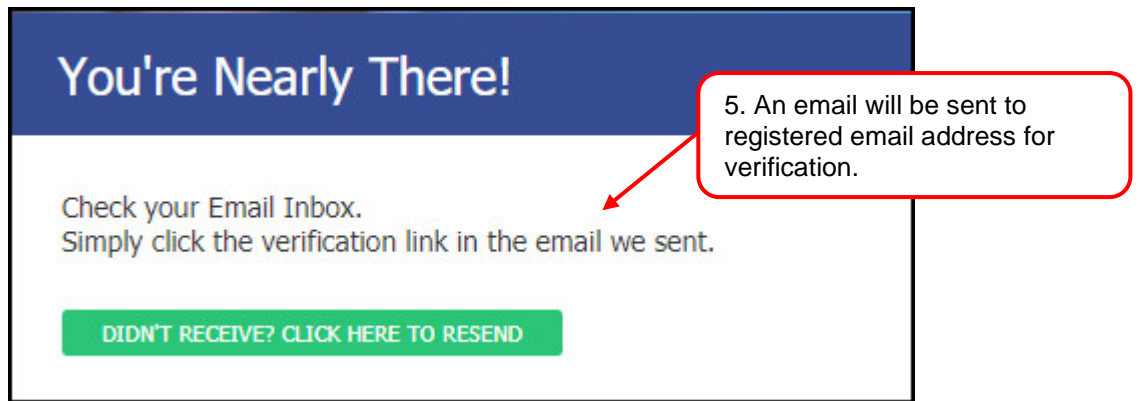 You're Nearly There!
5. An email will be sent to
registered email address for
verification.
Check your Email Inbox.
Simply click the verification link in the email we sent.
DIDN'T RECEIVE? CLICK HERE TO RESEND